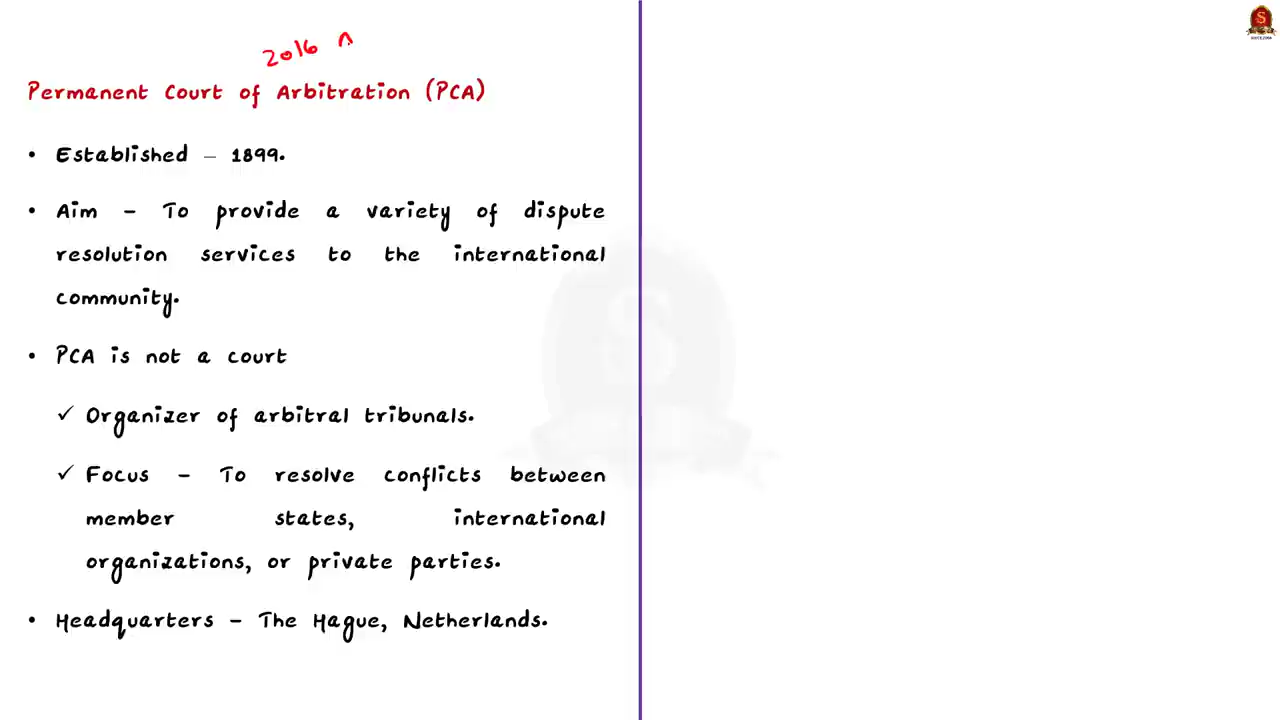 2016
Permanent Court of Arbitration (PCA)
• Established – 1899.
• Aim – To provide a variety of dispute
resolution services to the international
community.
• PCA is not a court
✓ Organizer of arbitral tribunals.
✓ Focus – To resolve conflicts between
member states, international
organizations, or private parties.
• Headquarters – The Hague, Netherlands.